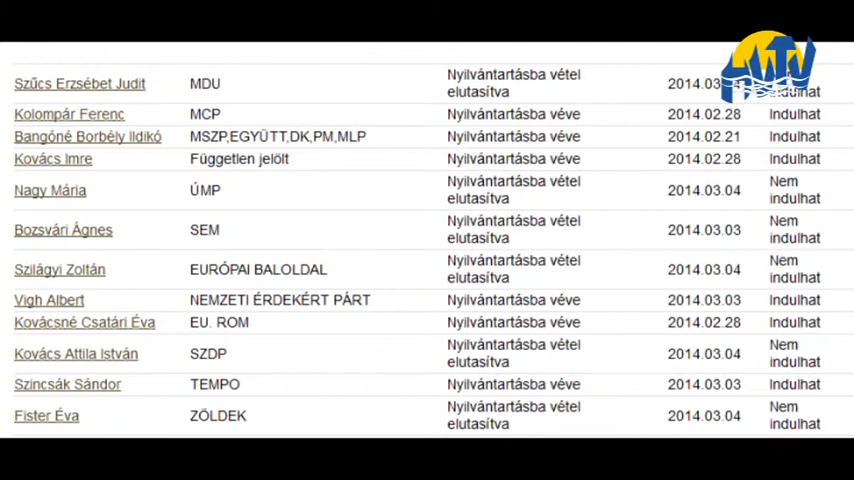 Szűcs Erzsébet Judit MDU Nyilvántartásba vétel elutasítva 2014.03 indulhat
Kolompár Ferenc MCP Nyilvántartásba véve 2014.02.28 Indulhat
Bangóné Borbély Ildikó MSZP,EGYÜTT,DK,PM,MLP Nyilvántartásba véve 2014.02.21 Indulhat
Kovács Imre Független jelölt Nyilvántartásba véve 2014.02.28 Indulhat
Nagy Mária ÚMP Nyilvántartásba vétel elutasítva 2014.03.04 Nem indulhat
Bozsvári Ágnes SEM Nyilvántartásba vétel elutasítva 2014.03.03 Nem indulhat
Szilágyi Zoltán EURÓPAI BALOLDAL Nyilvántartásba vétel elutasítva 2014.03.04 Nem indulhat
Vigh Albert NEMZETI ÉRDEKÉRT PÁRT Nyilvántartásba véve 2014.03.03 Indulhat
Kovácsné Csatári Éva EU. ROM Nyilvántartásba véve 2014.02.28 Indulhat
Kovács Attila István SZDP Nyilvántartásba vétel elutasítva 2014.03.04 Nem indulhat
Szincsák Sándor TEMPO Nyilvántartásba véve 2014.03.03 Indulhat
Fister Éva ZÖLDEK Nyilvántartásba vétel elutasítva 2014.03.04 Nem indulhat